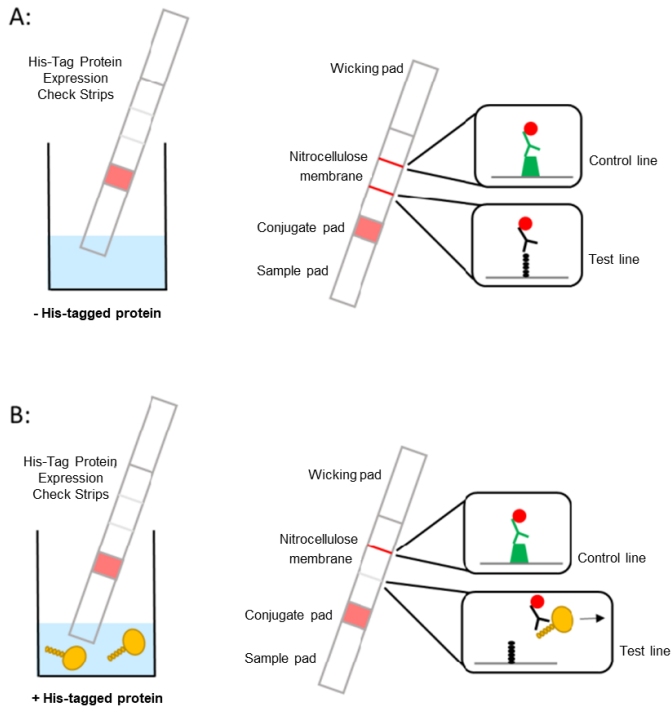 A:
His-Tag Protein
Expression
Check Strips
- His-tagged protein
Wicking pad
Nitrocellulose
membrane
Conjugate pad
Sample pad
Control line
Test line
B:
His-Tag Protein
Expression
Check Strips
+ His-tagged protein
Wicking pad
Nitrocellulose
membrane
Conjugate pad
Sample pad
Control line
Test line